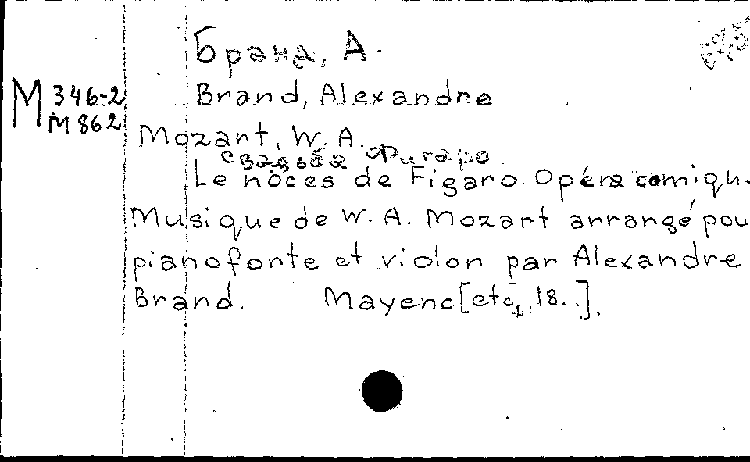 Бранд, А.
M 346-2
M 862
Brand, Alexandre
Mozart, W. A.
свадьба Фигаро
Le noces de Figaro. Opéra comiqu.
Musique de W. A. Mozart arrangé pou
pianoforte et violon par Alexandre
Brand. Mayenc [etc, 18..].